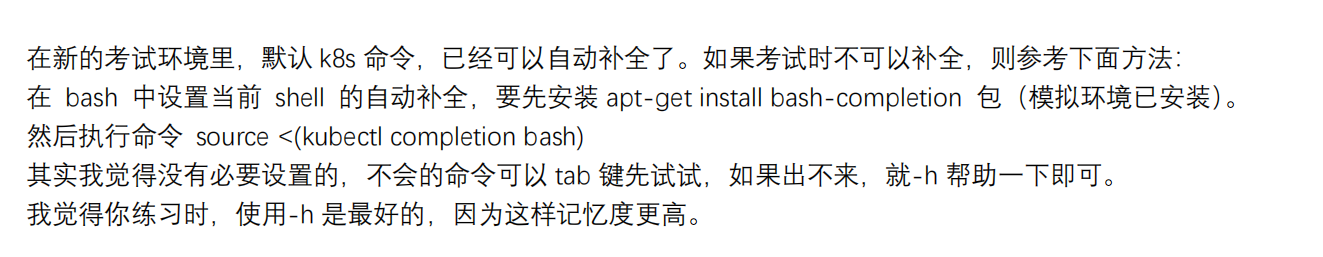 在新的考试环境里，默认 k8s 命令，已经可以自动补全了。如果考试时不可以补全，则参考下面方法：
在 bash 中设置当前 shell 的自动补全，要先安装 apt-get install bash-completion 包（模拟环境已安装）。
然后执行命令 source <(kubectl completion bash)
其实我觉得没有必要设置的，不会的命令可以 tab 键先试试，如果出不来，就-h 帮助一下即可。
我觉得你练习时，使用-h 是最好的，因为这样记忆度更高。